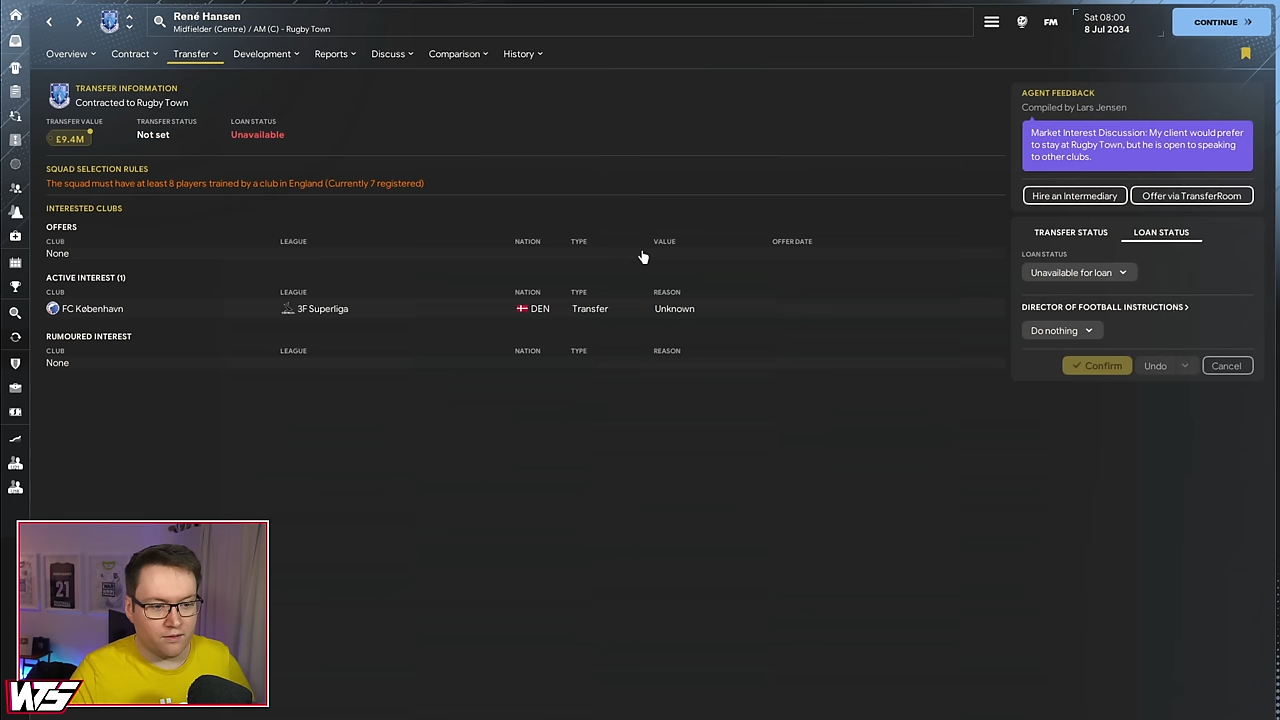 René Hansen
Midfielder (Centre) / AM (C) - Rugby Town
FM
Sat 08:00
8 Jul 2034
CONTINUE
Overview
Contract
Transfer
Development
Reports
Discuss
Comparison
History
TRANSFER INFORMATION
Contracted to Rugby Town
TRANSFER VALUE
TRANSFER STATUS
LOAN STATUS
£9.4M
Not set
Unavailable
SQUAD SELECTION RULES
The squad must have at least 8 players trained by a club in England (Currently 7 registered)
INTERESTED CLUBS
OFFERS
CLUB
LEAGUE
NATION
TYPE
VALUE
OFFER DATE
None
ACTIVE INTEREST (1)
CLUB
LEAGUE
NATION
TYPE
REASON
FC København
3F Superliga
DEN
Transfer
Unknown
RUMOURED INTEREST
CLUB
LEAGUE
NATION
TYPE
REASON
None
AGENT FEEDBACK
Compiled by Lars Jensen
Market Interest Discussion: My client would prefer
to stay at Rugby Town, but he is open to speaking
to other clubs.
Hire an Intermediary
Offer via TransferRoom
TRANSFER STATUS
LOAN STATUS
LOAN STATUS
Unavailable for loan
DIRECTOR OF FOOTBALL INSTRUCTIONS >
Do nothing
Confirm
Undo
Cancel
21
WTS